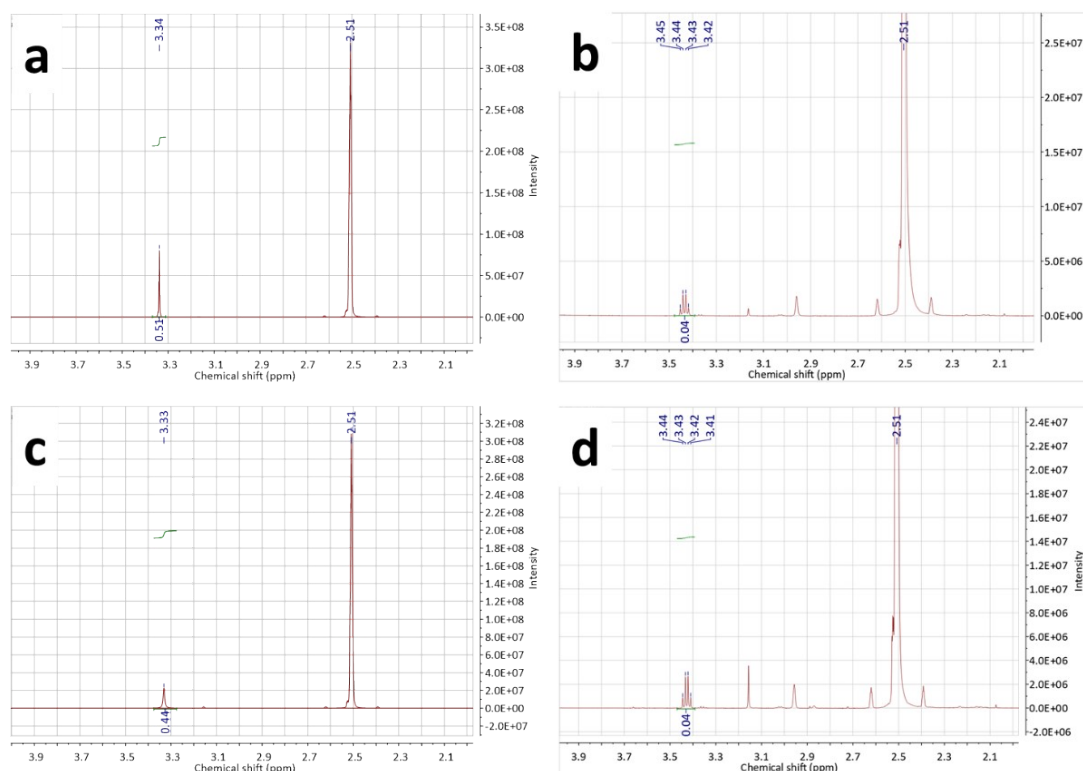 a
3.34
2.51
3.5E+08
3.0E+08
2.5E+08
2.0E+08
1.5E+08
1.0E+08
5.0E+07
0.0E+00
Intensity
0.51
3.9 3.6 3.3 3.1 2.9 2.7 2.5 2.3 2.1
Chemical shift (ppm)
b
3.45 3.44 3.43 3.42
2.51
2.5E+07
2.0E+07
1.5E+07
1.0E+07
5.0E+06
0.0E+00
Intensity
0.04
3.9 3.6 3.3 3.1 2.9 2.7 2.5 2.3 2.1
Chemical shift (ppm)
c
3.33
2.51
3.2E+08
3.0E+08
2.8E+08
2.6E+08
2.4E+08
2.2E+08
2.0E+08
1.8E+08
1.6E+08
1.4E+08
1.2E+08
1.0E+08
8.0E+07
6.0E+07
4.0E+07
2.0E+07
0.0E+00
-2.0E+07
Intensity
0.44
3.9 3.6 3.3 3.1 2.9 2.7 2.5 2.3 2.1
Chemical shift (ppm)
d
3.44 3.43 3.42 3.41
2.51
2.4E+07
2.2E+07
2.0E+07
1.8E+07
1.6E+07
1.4E+07
1.2E+07
1.0E+07
8.0E+06
6.0E+06
4.0E+06
2.0E+06
0.0E+00
-2.0E+06
Intensity
0.04
3.9 3.6 3.3 3.1 2.9 2.7 2.5 2.3 2.1
Chemical shift (ppm)